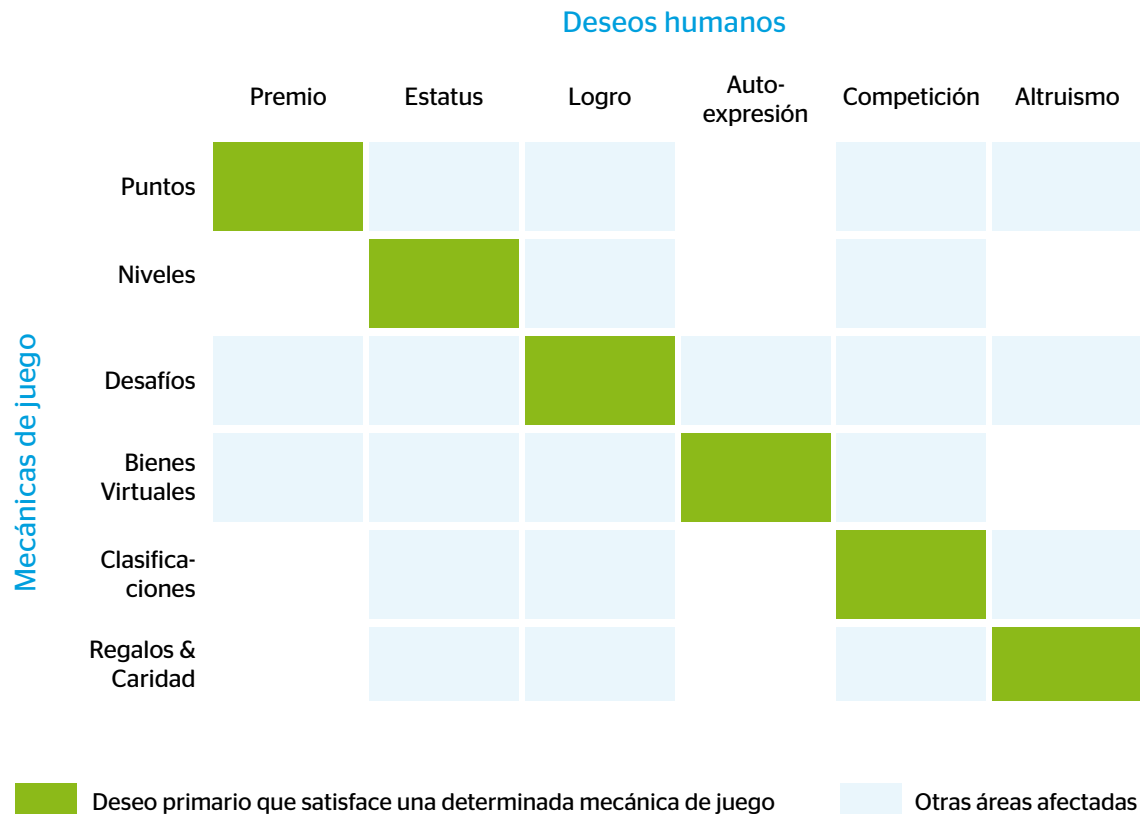 Deseos humanos
Premio
Estatus
Logro
Auto-
expresión
Competición
Altruismo
Mecánicas de juego
Puntos
Niveles
Desafíos
Bienes
Virtuales
Clasifica-
ciones
Regalos &
Caridad
Deseo primario que satisface una determinada mecánica de juego
Otras áreas afectadas